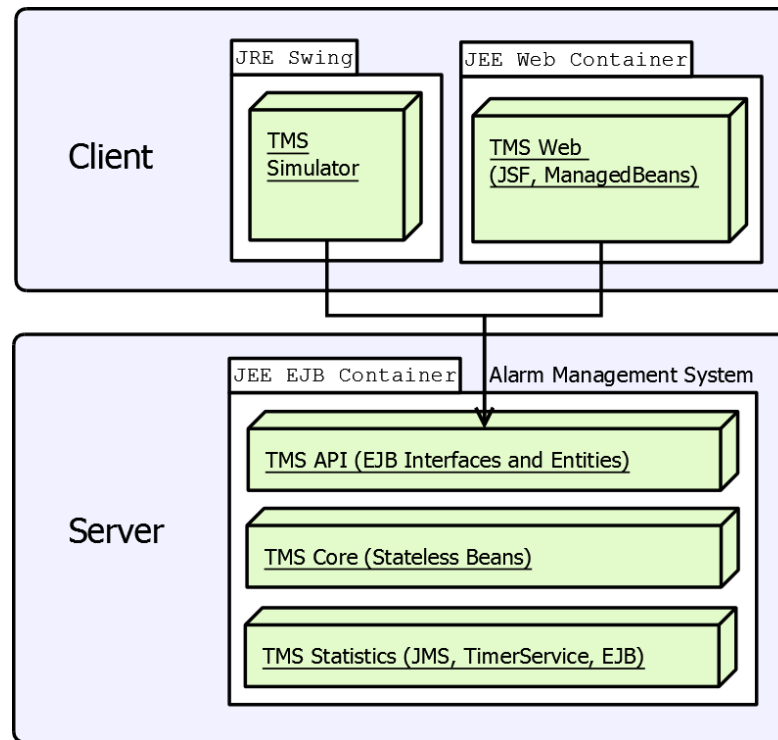 JRE Swing
JEE Web Container
TMS
Simulator
TMS Web
(JSF, ManagedBeans)
Client
JEE EJB Container
Alarm Management System
TMS API (EJB Interfaces and Entities)
Server
TMS Core (Stateless Beans)
TMS Statistics (JMS, TimerService, EJB)